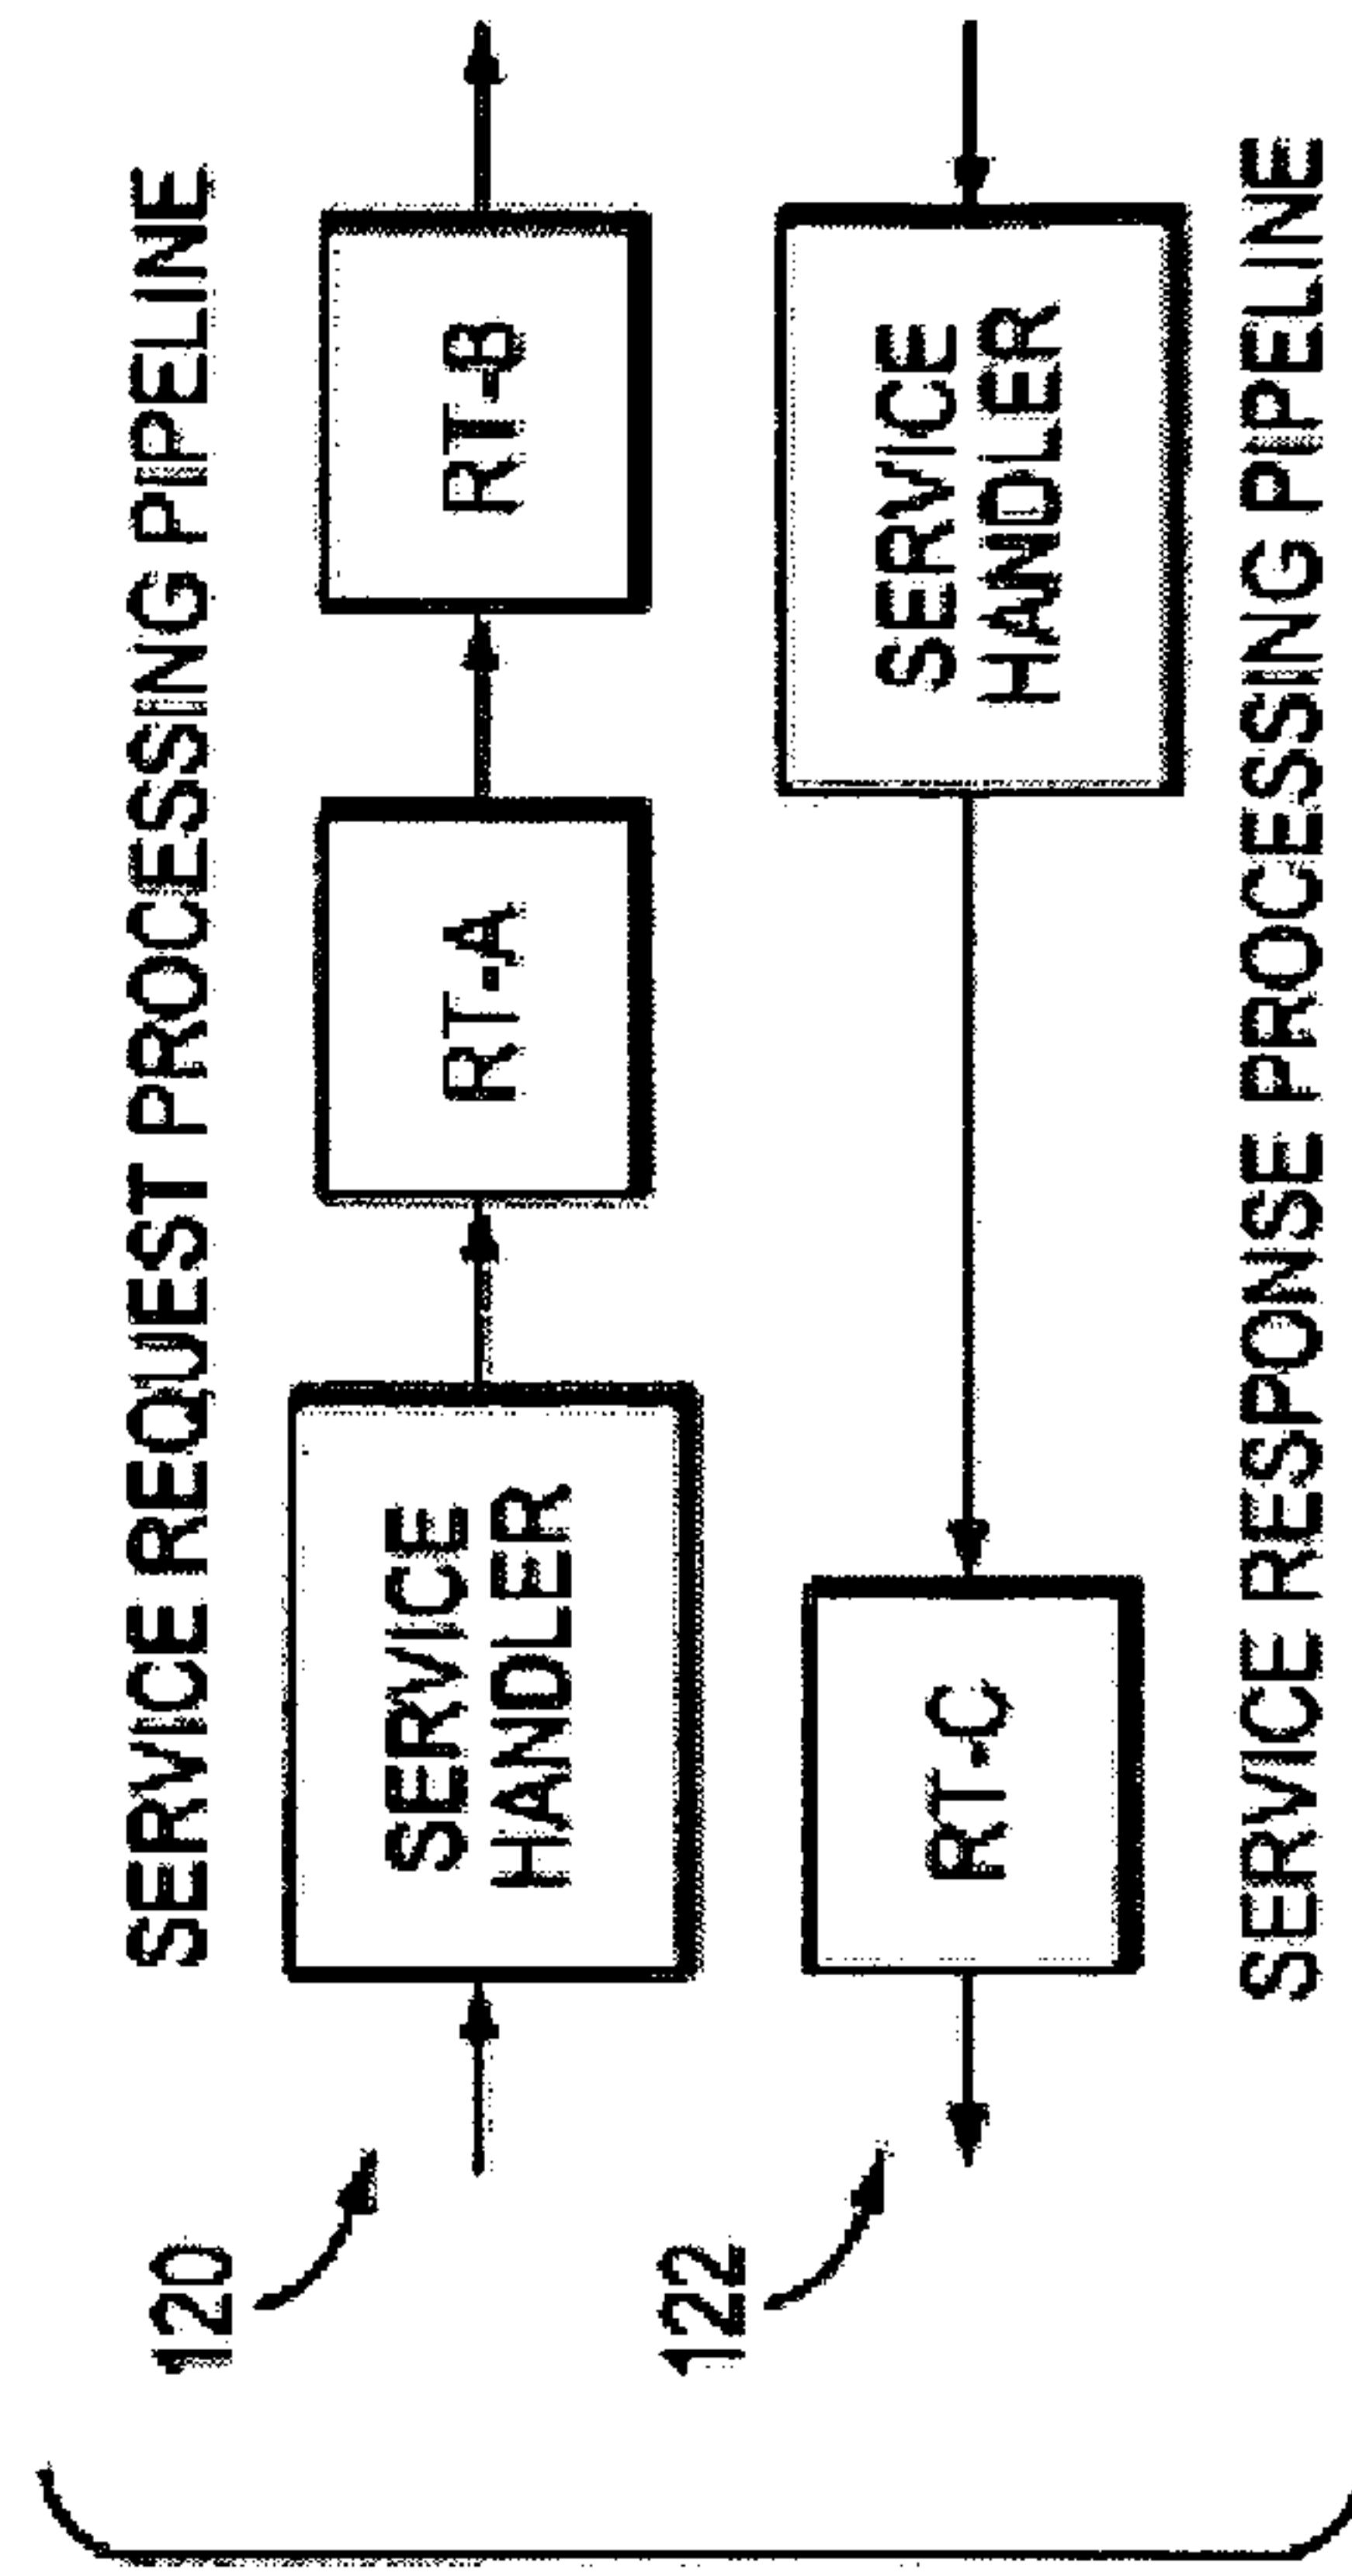 SERVICE REQUEST PROCESSING PIPELINE
120
SERVICE
HANDLER
RT-A
RT-B
122
RT-C
SERVICE
HANDLER
SERVICE RESPONSE PROCESSING PIPELINE